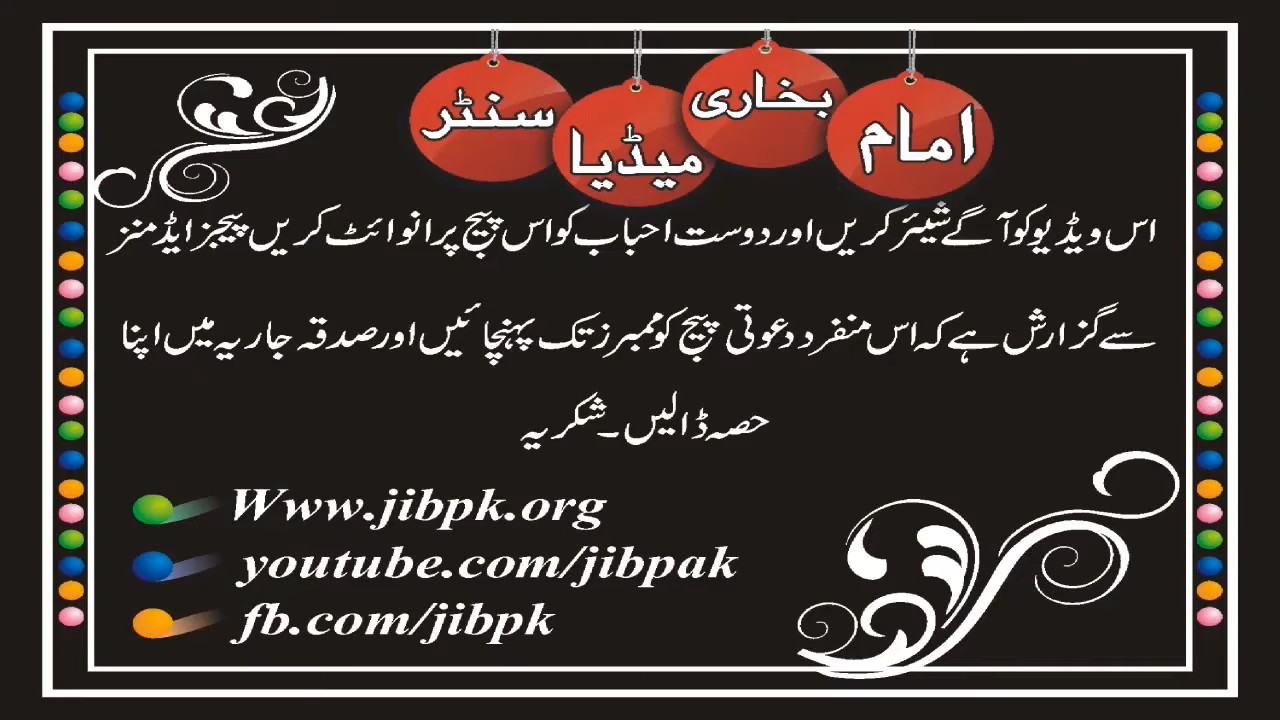 امام بخاری میڈیا سنٹر
اس ویڈیو کو آگے شیئر کریں اور دوست احباب کو اس پیج پر انوائٹ کریں پیجز ایڈمنز
سے گزارش ہے کہ اس منفرد دعوتی پیج کو ممبرز تک پہنچائیں اور صدقہ جاریہ میں اپنا
حصہ ڈالیں۔ شکریہ
Www.jibpk.org
youtube.com/jibpak
fb.com/jibpk